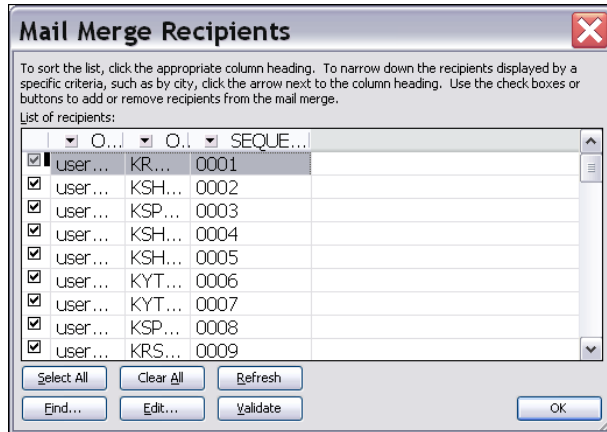 Mail Merge Recipients
To sort the list, click the appropriate column heading. To narrow down the recipients displayed by a
specific criteria, such as by city, click the arrow next to the column heading. Use the check boxes or
buttons to add or remove recipients from the mail merge.
List of recipients:
O... O.. SEQUE...
user... KR... 0001
user... KSH... 0002
user... KSP... 0003
user... KSH... 0004
user... KSH... 0005
user... KYT... 0006
user... KYT... 0007
user... KSP... 0008
user... KRS... 0009
Select All Clear All Refresh
Find... Edit... Validate OK